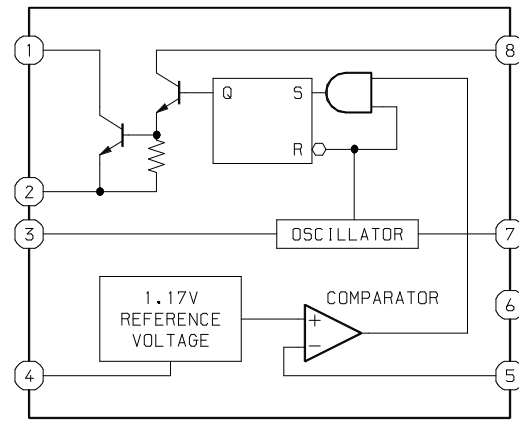 1
8
Q
S
R
2
3
OSCILLATOR
7
1.17V
REFERENCE
VOLTAGE
COMPARATOR
6
+
−
4
5